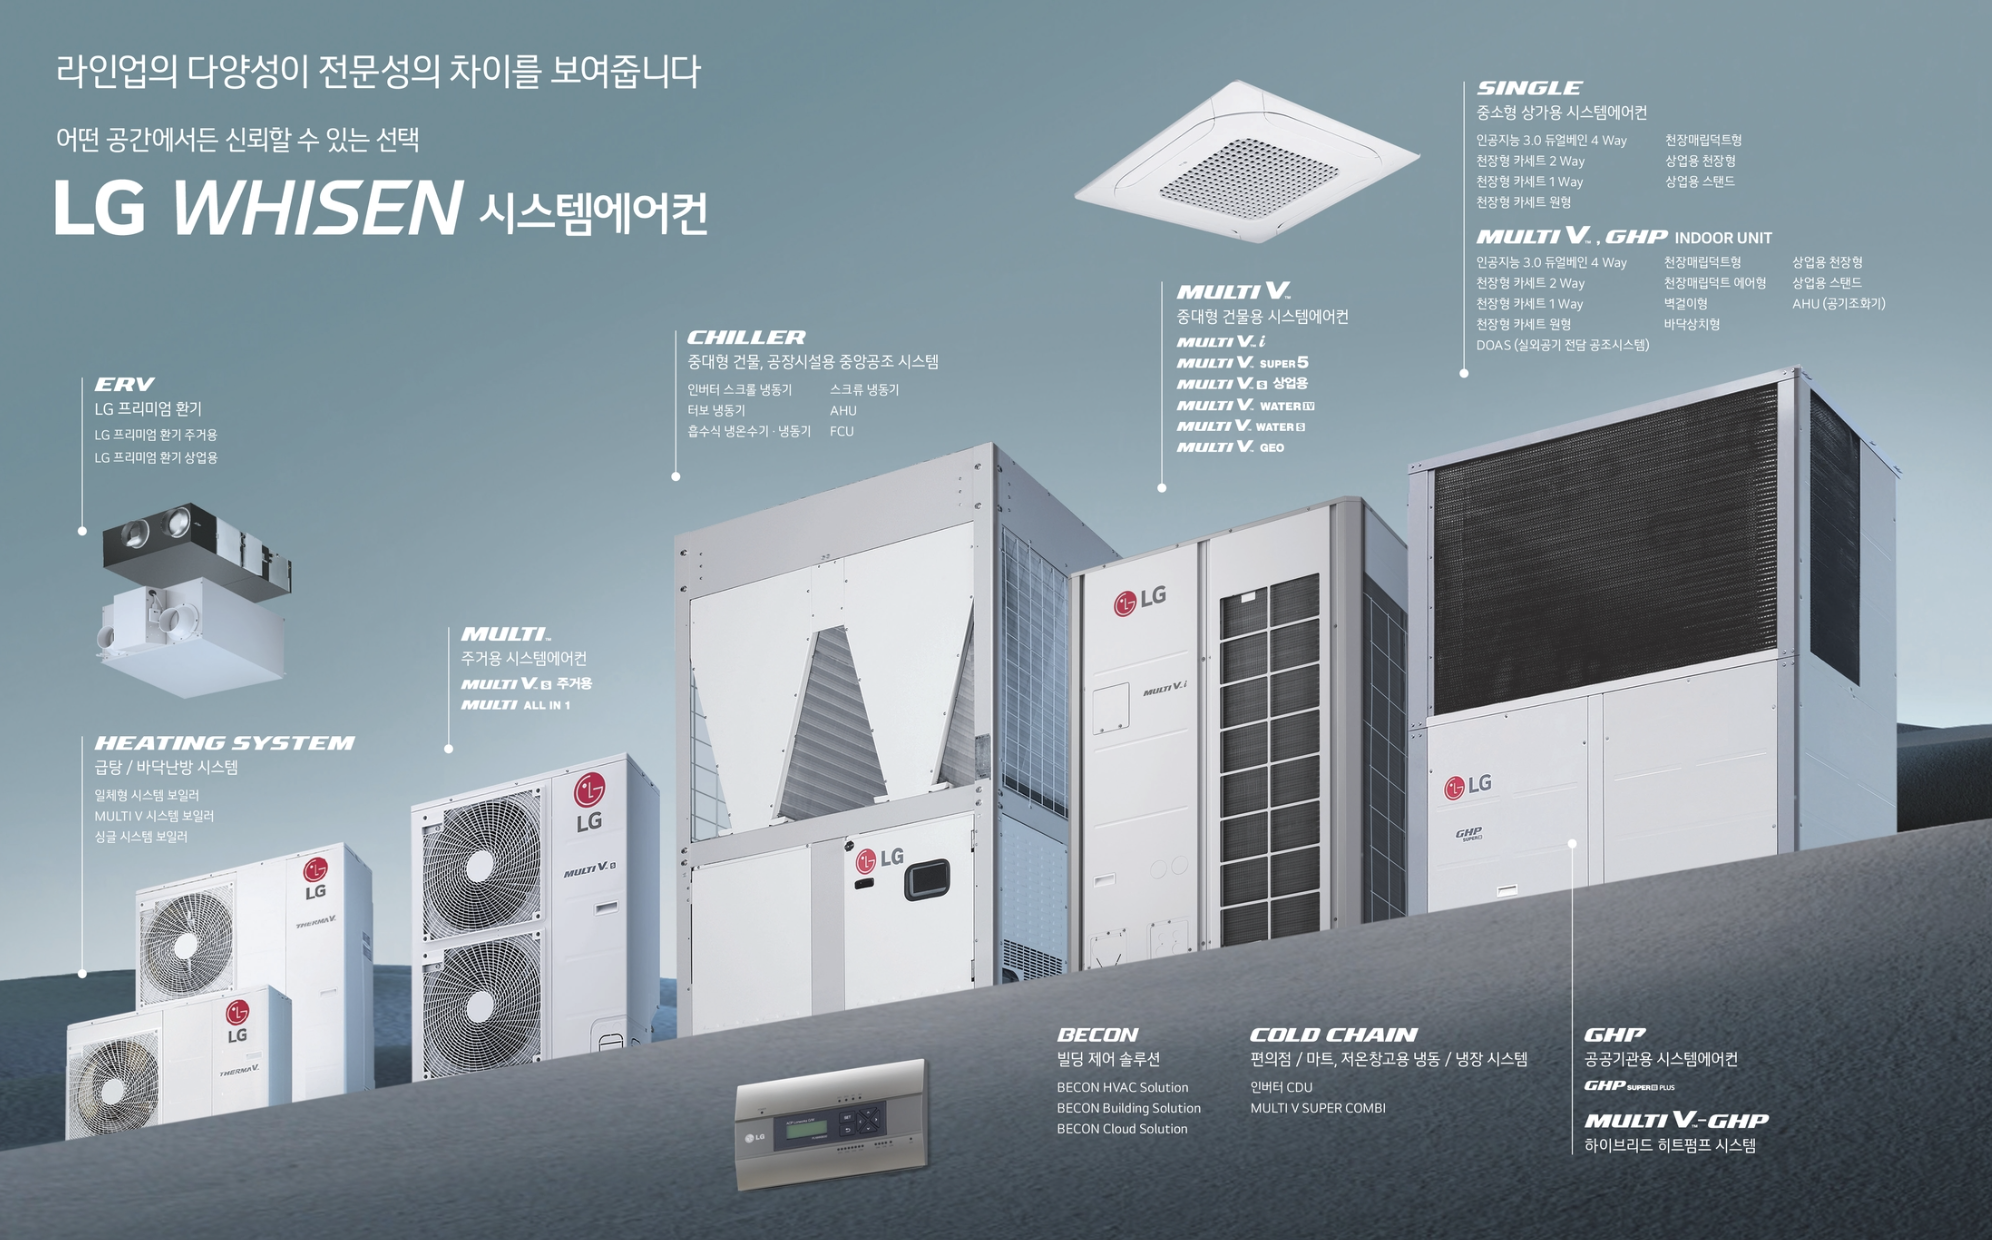 라인업의 다양성이 전문성의 차이를 보여줍니다
어떤 공간에서든 신뢰할 수 있는 선택
LG WHISEN 시스템에어컨
SINGLE
중소형 상가용 시스템에어컨
인공지능 3.0 듀얼베인 4 Way
천장형 카세트 2 Way
천장형 카세트 1 Way
천장형 카세트 원형
천장매립덕트형
상업용 천장형
상업용 스탠드
MULTI V™, GHP INDOOR UNIT
인공지능 3.0 듀얼베인 4 Way
천장형 카세트 2 Way
천장형 카세트 1 Way
천장형 카세트 원형
DOAS (실외공기 전담 공조시스템)
천장매립덕트형
천장매립덕트 에어형
벽걸이형
바닥상치형
상업용 천장형
상업용 스탠드
AHU (공기조화기)
MULTI V™
중대형 건물용 시스템에어컨
MULTI V™ i
MULTI V™ SUPER 5
MULTI V™ S 상업용
MULTI V™ WATER IV
MULTI V™ WATER S
MULTI V™ GEO
CHILLER
중대형 건물, 공장시설용 중앙공조 시스템
인버터 스크롤 냉동기
터보 냉동기
흡수식 냉온수기 · 냉동기
스크류 냉동기
AHU
FCU
ERV
LG 프리미엄 환기
LG 프리미엄 환기 주거용
LG 프리미엄 환기 상업용
MULTI™
주거용 시스템에어컨
MULTI V™ S 주거용
MULTI ALL IN 1
HEATING SYSTEM
급탕 / 바닥난방 시스템
일체형 시스템 보일러
MULTI V 시스템 보일러
싱글 시스템 보일러
LG
THERMA V™
LG
THERMA V™
LG
MULTI V™ S
LG
LG
MULTI V™ i
LG
GHP
SUPER
LG
BECON
빌딩 제어 솔루션
BECON HVAC Solution
BECON Building Solution
BECON Cloud Solution
COLD CHAIN
편의점 / 마트, 저온창고용 냉동 / 냉장 시스템
인버터 CDU
MULTI V SUPER COMBI
GHP
공공기관용 시스템에어컨
GHP SUPER PLUS
MULTI V™-GHP
하이브리드 히트펌프 시스템